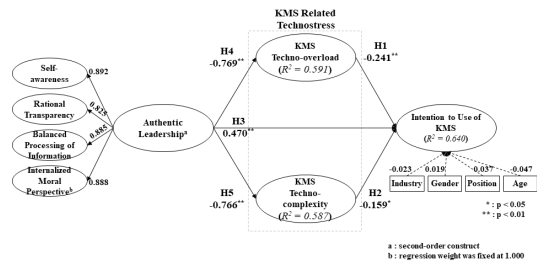 KMS Related
Technostress
H4
-0.769**
KMS
Techno-overload
(R² = 0.591)
H1
-0.241**
Self-
awareness
0.892
Rational
Transparency
0.825
Balanced
Processing of
Information
0.885
Internalized
Moral
Perspectiveᵇ
0.888
Authentic
Leadershipᵃ
H3
0.470**
Intention to Use of
KMS
(R² = 0.640)
H5
-0.766**
KMS
Techno-
complexity
(R² = 0.587)
H2
-0.159*
-0.023 0.019 -0.037 -0.047
Industry Gender Position Age
* : p < 0.05
** : p < 0.01
a : second-order construct
b : regression weight was fixed at 1.000